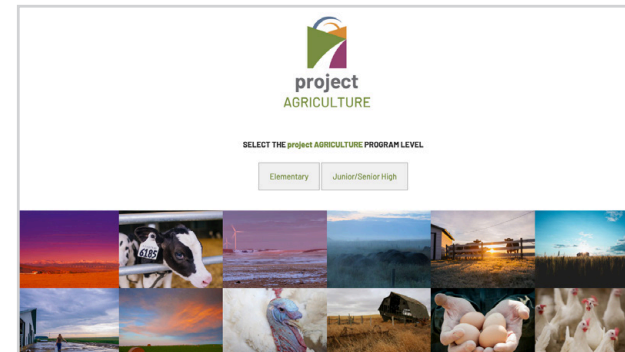 project
AGRICULTURE
SELECT THE project AGRICULTURE PROGRAM LEVEL
Elementary
Junior/Senior High
6185